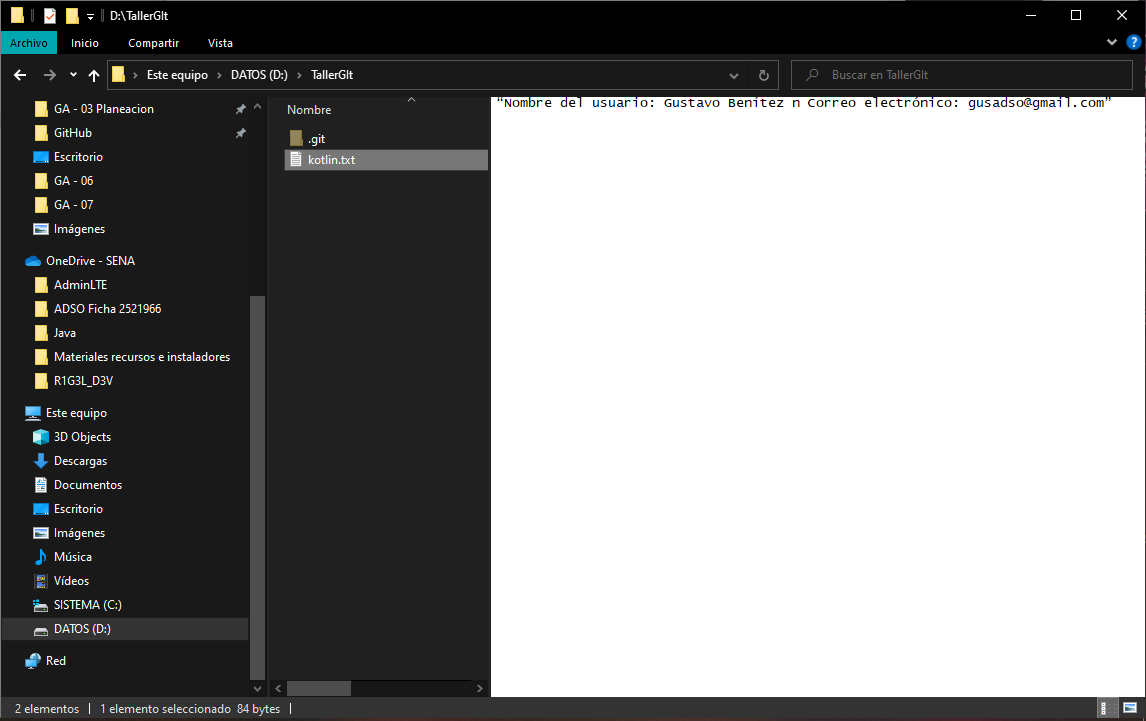 D:\TallerGIt
Archivo
Inicio
Compartir
Vista
?
Este equipo > DATOS (D:) > TallerGIt
Buscar en TallerGIt
GA - 03 Planeacion
GitHub
Escritorio
GA - 06
GA - 07
Imágenes
OneDrive - SENA
AdminLTE
ADSO Ficha 2521966
Java
Materiales recursos e instaladores
R1G3L_D3V
Este equipo
3D Objects
Descargas
Documentos
Escritorio
Imágenes
Música
Vídeos
SISTEMA (C:)
DATOS (D:)
Red
Nombre
.git
kotlin.txt
“Nombre del usuario: Gustavo Benítez n Correo electrónico: gusadso@gmail.com”
2 elementos
1 elemento seleccionado 84 bytes